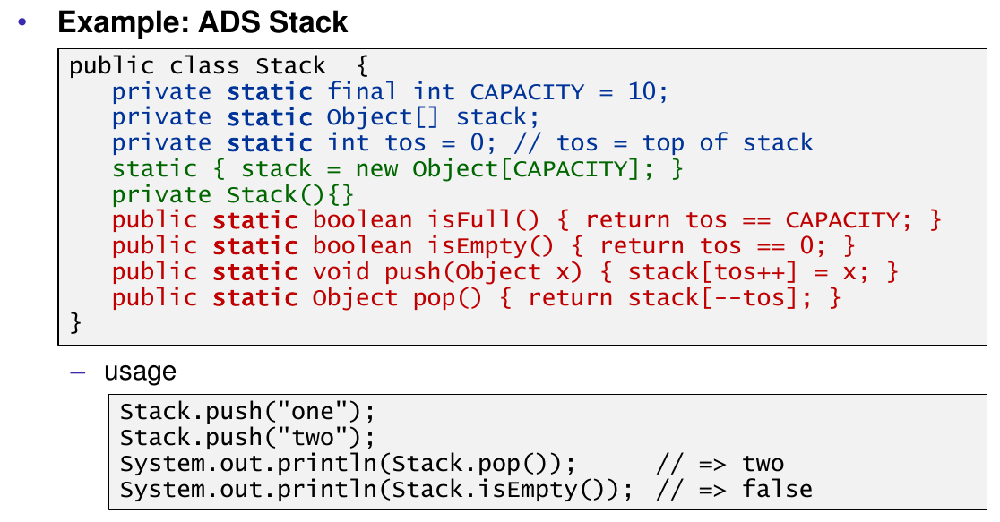 • Example: ADS Stack
public class Stack  {
   private static final int CAPACITY = 10;
   private static Object[] stack;
   private static int tos = 0; // tos = top of stack
   static { stack = new Object[CAPACITY]; }
   private Stack(){}
   public static boolean isFull() { return tos == CAPACITY; }
   public static boolean isEmpty() { return tos == 0; }
   public static void push(Object x) { stack[tos++] = x; }
   public static Object pop() { return stack[--tos]; }
}
– usage
Stack.push("one");
Stack.push("two");
System.out.println(Stack.pop());      // => two
System.out.println(Stack.isEmpty());  // => false